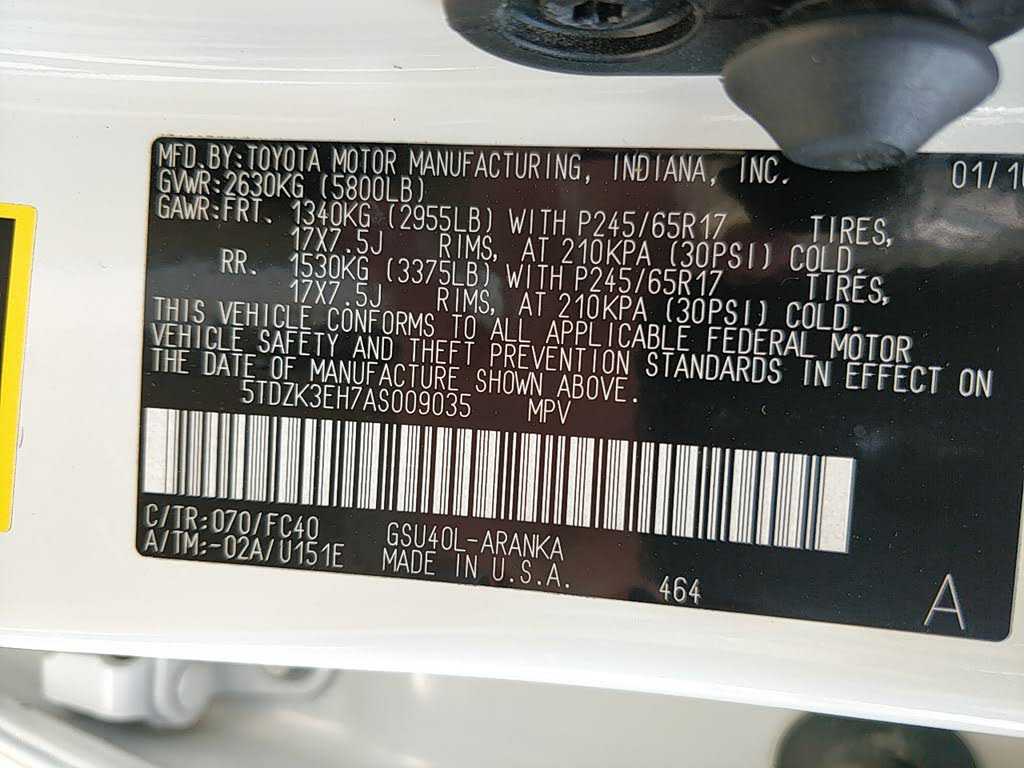 MFD.BY:TOYOTA MOTOR MANUFACTURING, INDIANA, INC. 01/10
GVWR:2630KG (5800LB)
GAWR:FRT. 1340KG (2955LB) WITH P245/65R17 TIRES,
17X7.5J RIMS, AT 210KPA (30PSI) COLD.
RR. 1530KG (3375LB) WITH P245/65R17 TIRES,
17X7.5J RIMS, AT 210KPA (30PSI) COLD.
THIS VEHICLE CONFORMS TO ALL APPLICABLE FEDERAL MOTOR
VEHICLE SAFETY AND THEFT PREVENTION STANDARDS IN EFFECT ON
THE DATE OF MANUFACTURE SHOWN ABOVE.
5TDZK3EH7AS009035 MPV
C/TR:070/FC40 GSU40L-ARANKA
A/TM:-02A/U151E MADE IN U.S.A.
464
A